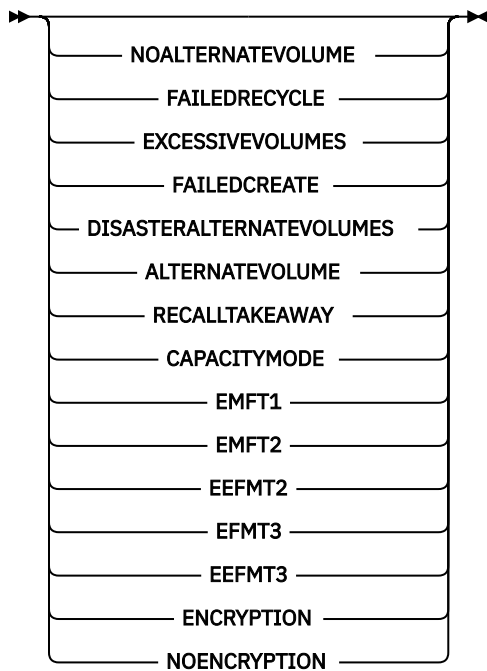 NOALTERNATEVOLUME
FAILEDRECYCLE
EXCESSIVEVOLUMES
FAILEDCREATE
DISASTERALTERNATEVOLUMES
ALTERNATEVOLUME
RECALLTAKEAWAY
CAPACITYMODE
EMFT1
EMFT2
EEFMT2
EFMT3
EEFMT3
ENCRYPTION
NOENCRYPTION